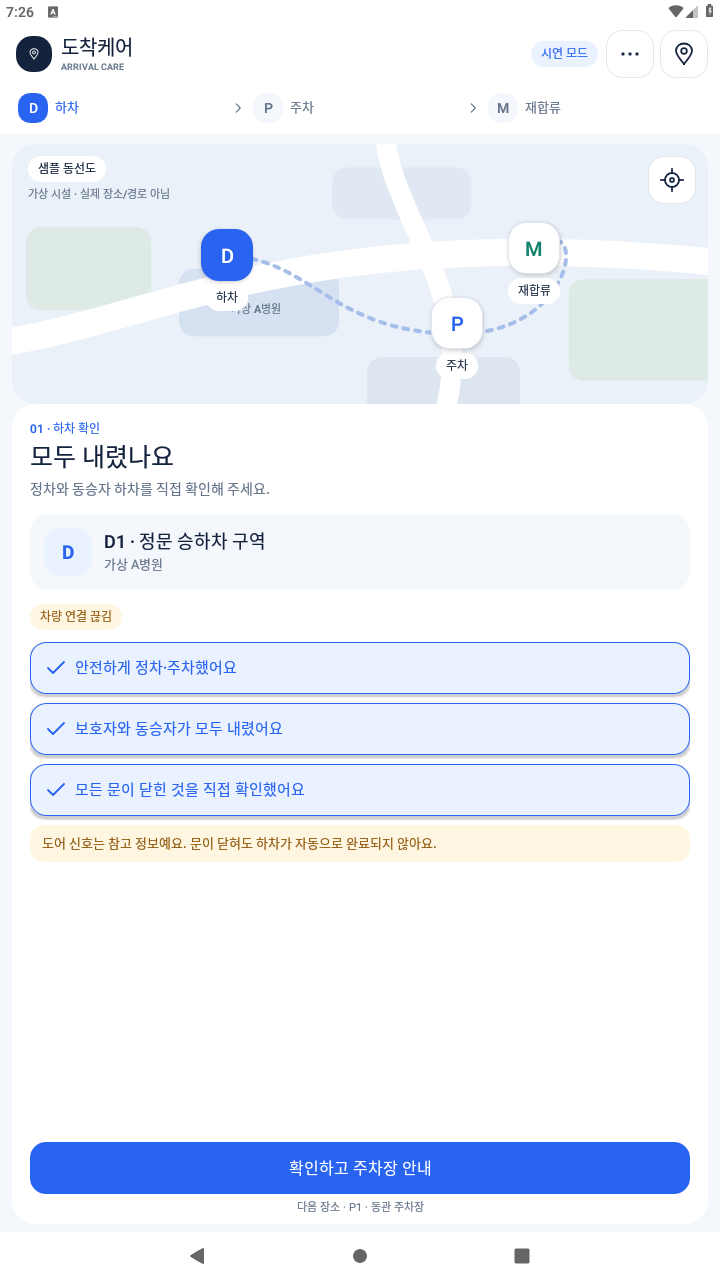 7:26
도착케어
ARRIVAL CARE
시연 모드
D 하차
P 주차
M 재합류
샘플 동선도
가상 시설 · 실제 장소/경로 아님
D
하차
A병원
M
재합류
P
주차
01 · 하차 확인
모두 내렸나요
정차와 동승자 하차를 직접 확인해 주세요.
D
D1 · 정문 승하차 구역
가상 A병원
차량 연결 끊김
안전하게 정차·주차했어요
보호자와 동승자가 모두 내렸어요
모든 문이 닫힌 것을 직접 확인했어요
도어 신호는 참고 정보예요. 문이 닫혀도 하차가 자동으로 완료되지 않아요.
확인하고 주차장 안내
다음 장소 · P1 · 동관 주차장